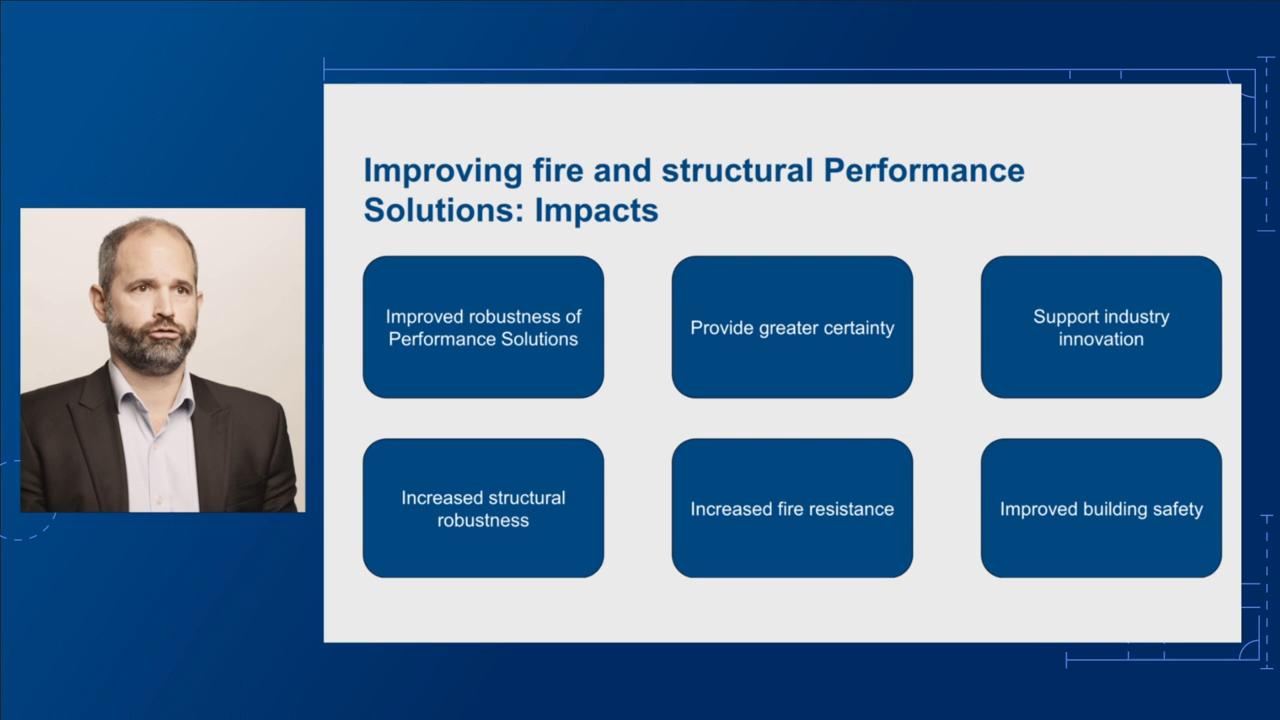 Improving fire and structural Performance
Solutions: Impacts
Improved robustness of
Performance Solutions
Provide greater certainty
Support industry
innovation
Increased structural
robustness
Increased fire resistance
Improved building safety